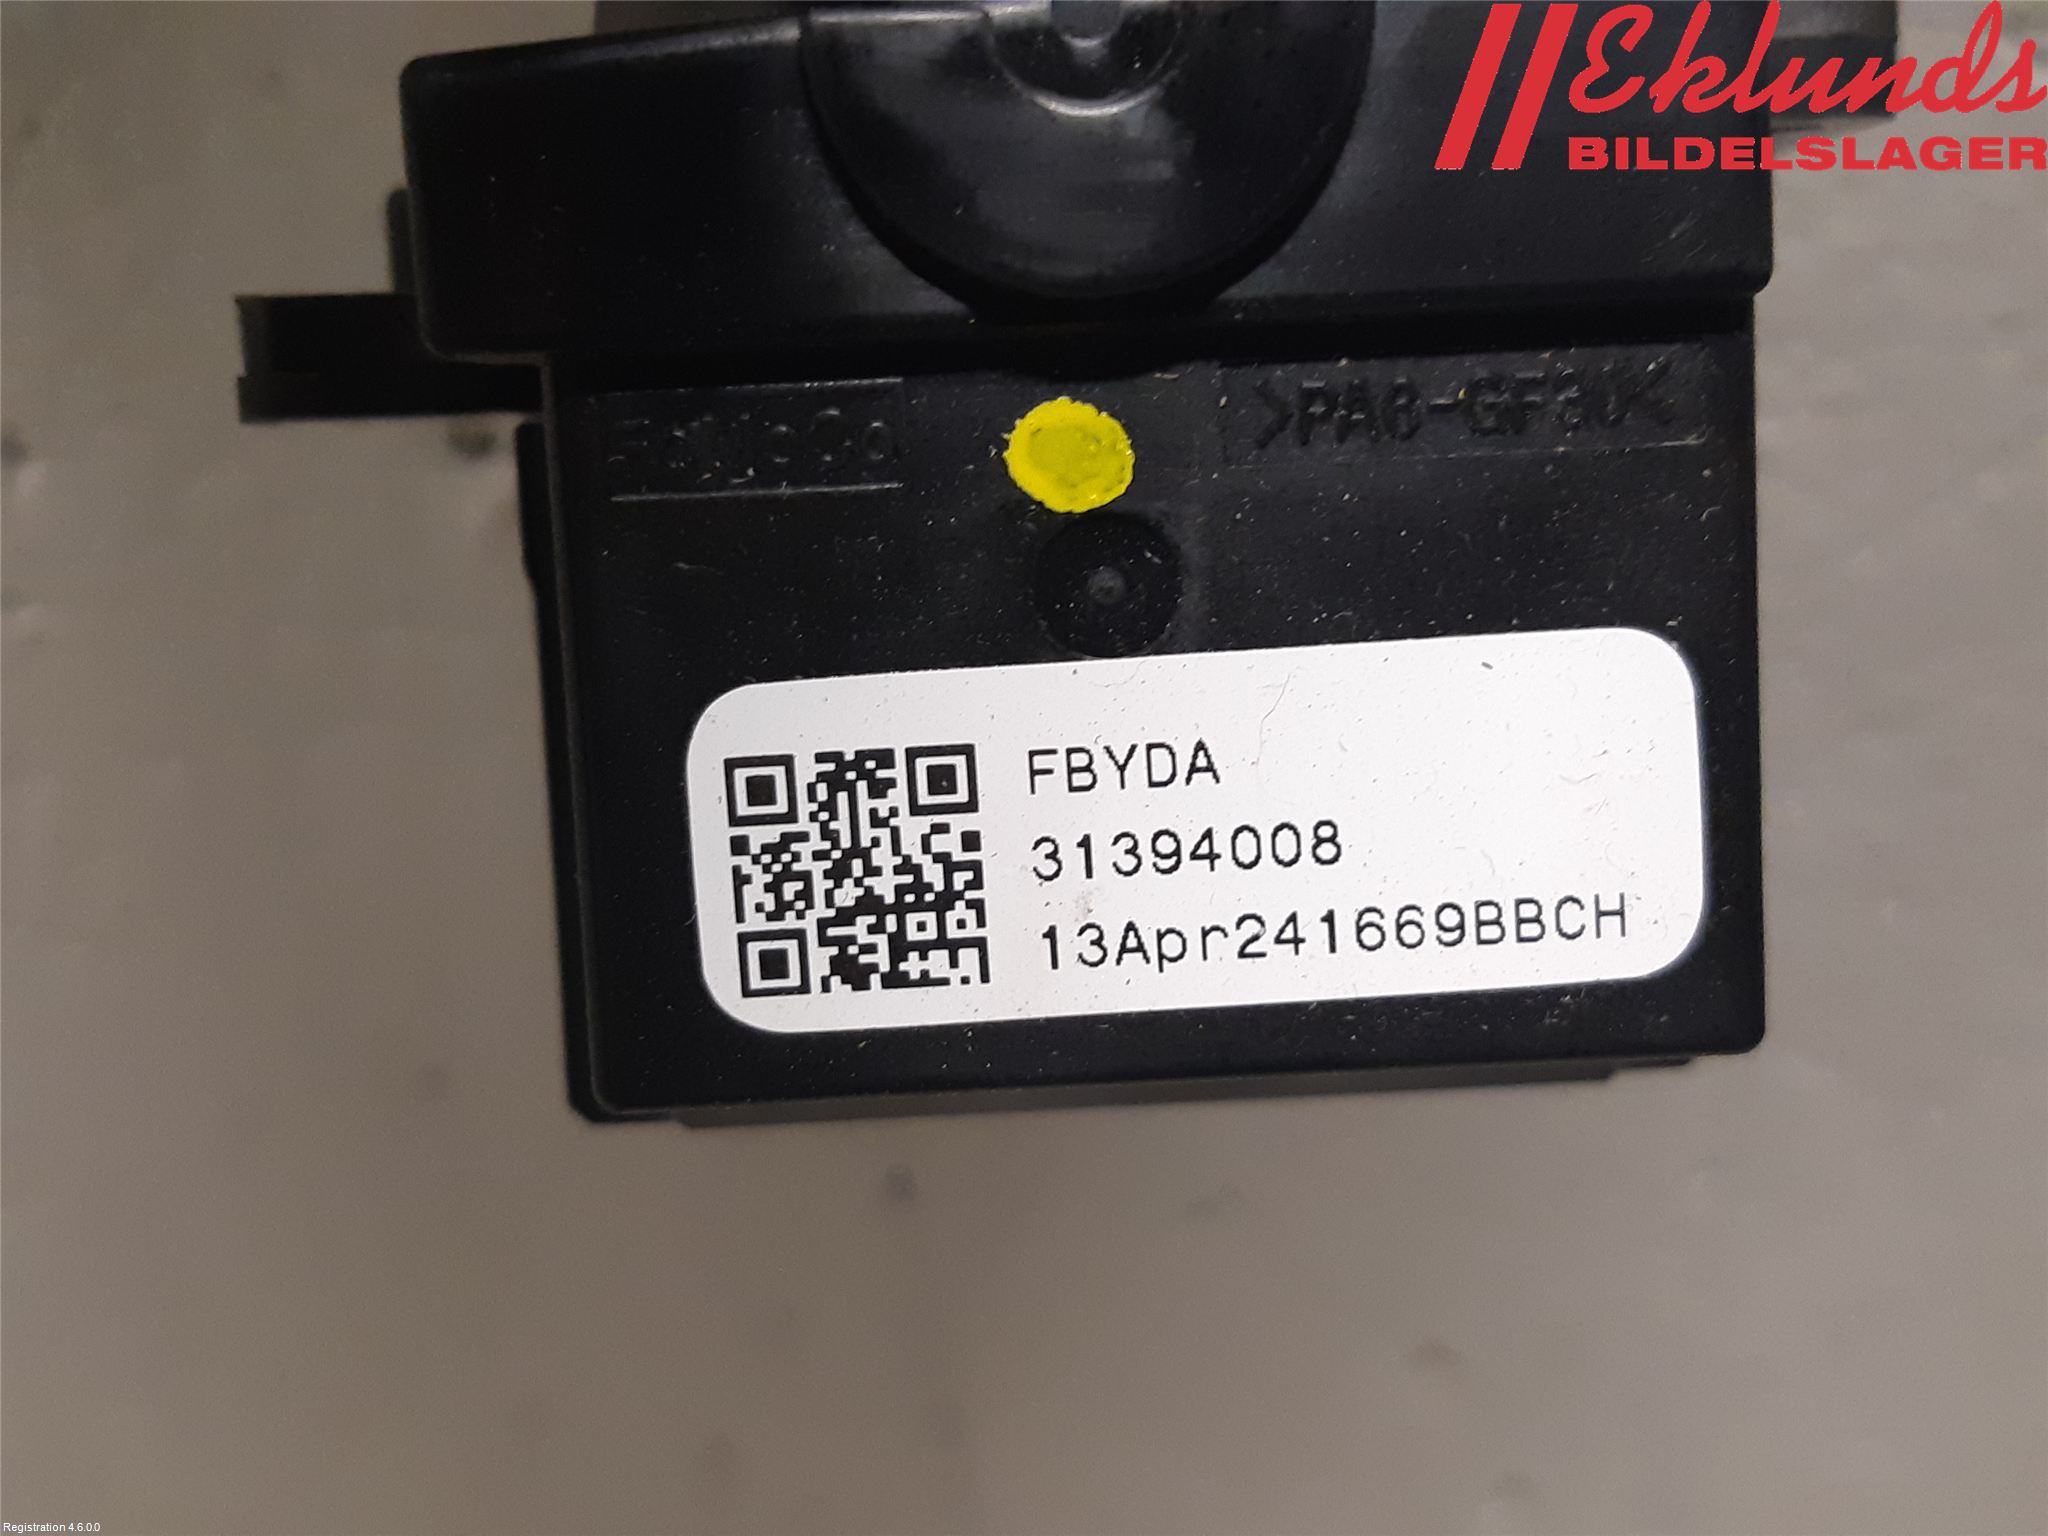 Eklunds
BILDELSLAGER
>PA6-GF30<
FBYDA
31394008
13Apr241669BBCH
Registration 4.6.0.0